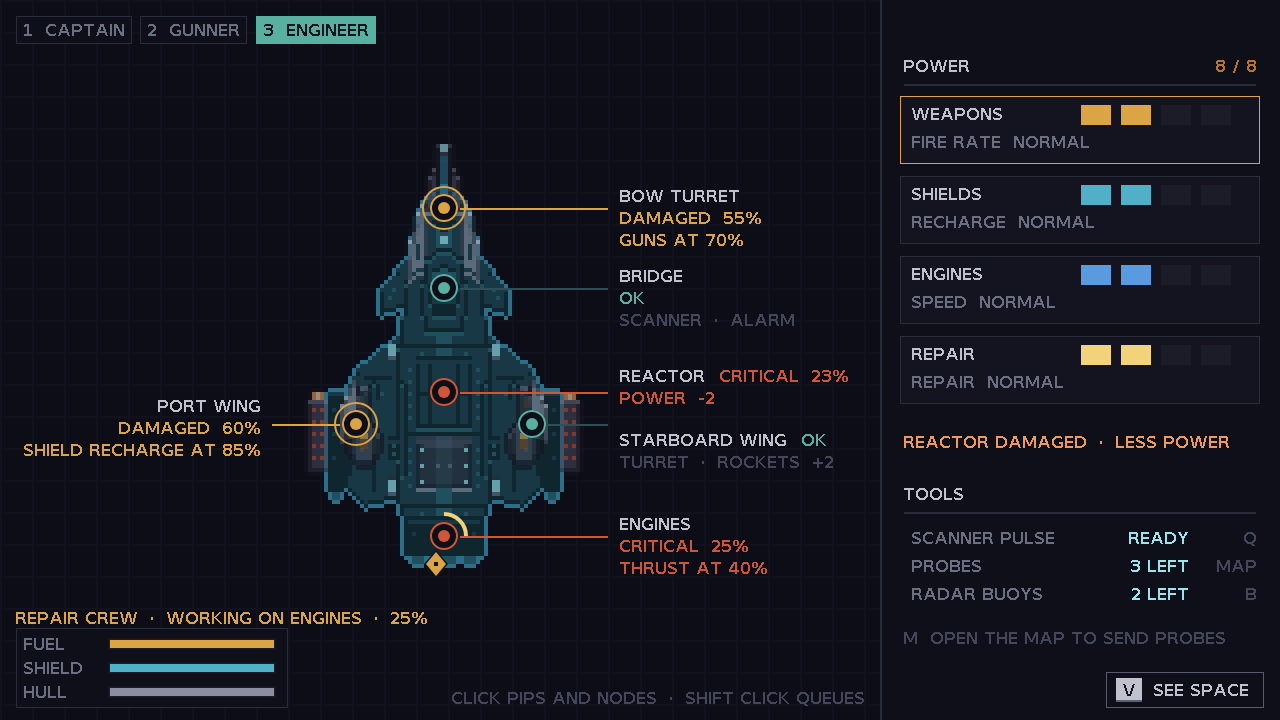 1 CAPTAIN 2 GUNNER 3 ENGINEER
BOW TURRET
DAMAGED 55%
GUNS AT 70%
BRIDGE
OK
SCANNER · ALARM
REACTOR CRITICAL 23%
POWER -2
PORT WING
DAMAGED 60%
SHIELD RECHARGE AT 85%
STARBOARD WING OK
TURRET · ROCKETS +2
ENGINES
CRITICAL 25%
THRUST AT 40%
REPAIR CREW · WORKING ON ENGINES · 25%
FUEL
SHIELD
HULL
CLICK PIPS AND NODES · SHIFT CLICK QUEUES
POWER 8 / 8
WEAPONS
FIRE RATE NORMAL
SHIELDS
RECHARGE NORMAL
ENGINES
SPEED NORMAL
REPAIR
REPAIR NORMAL
REACTOR DAMAGED · LESS POWER
TOOLS
SCANNER PULSE READY Q
PROBES 3 LEFT MAP
RADAR BUOYS 2 LEFT B
M OPEN THE MAP TO SEND PROBES
V SEE SPACE